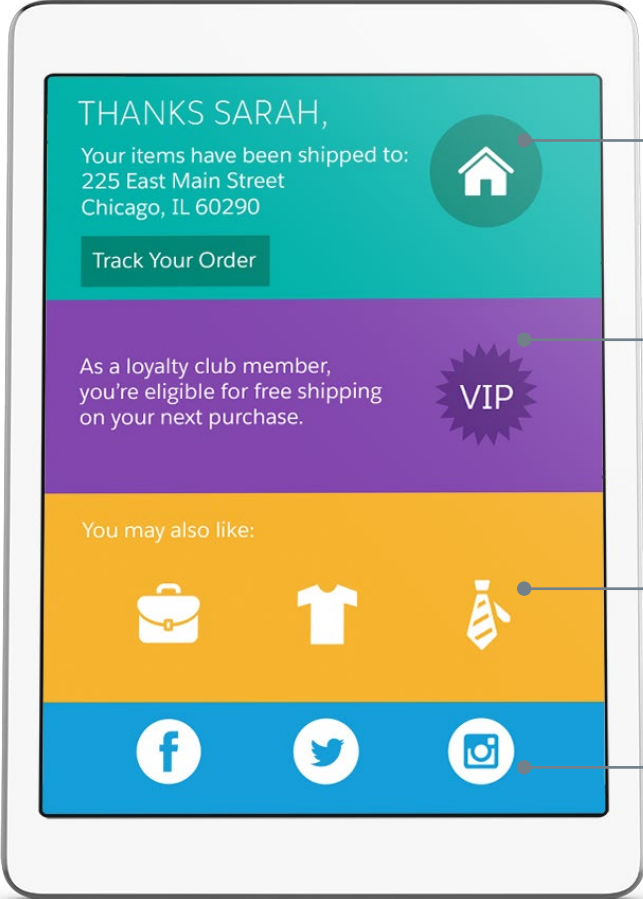 THANKS SARAH,
Your items have been shipped to:
225 East Main Street
Chicago, IL 60290
Track Your Order
As a loyalty club member,
you're eligible for free shipping
on your next purchase.
VIP
You may also like: